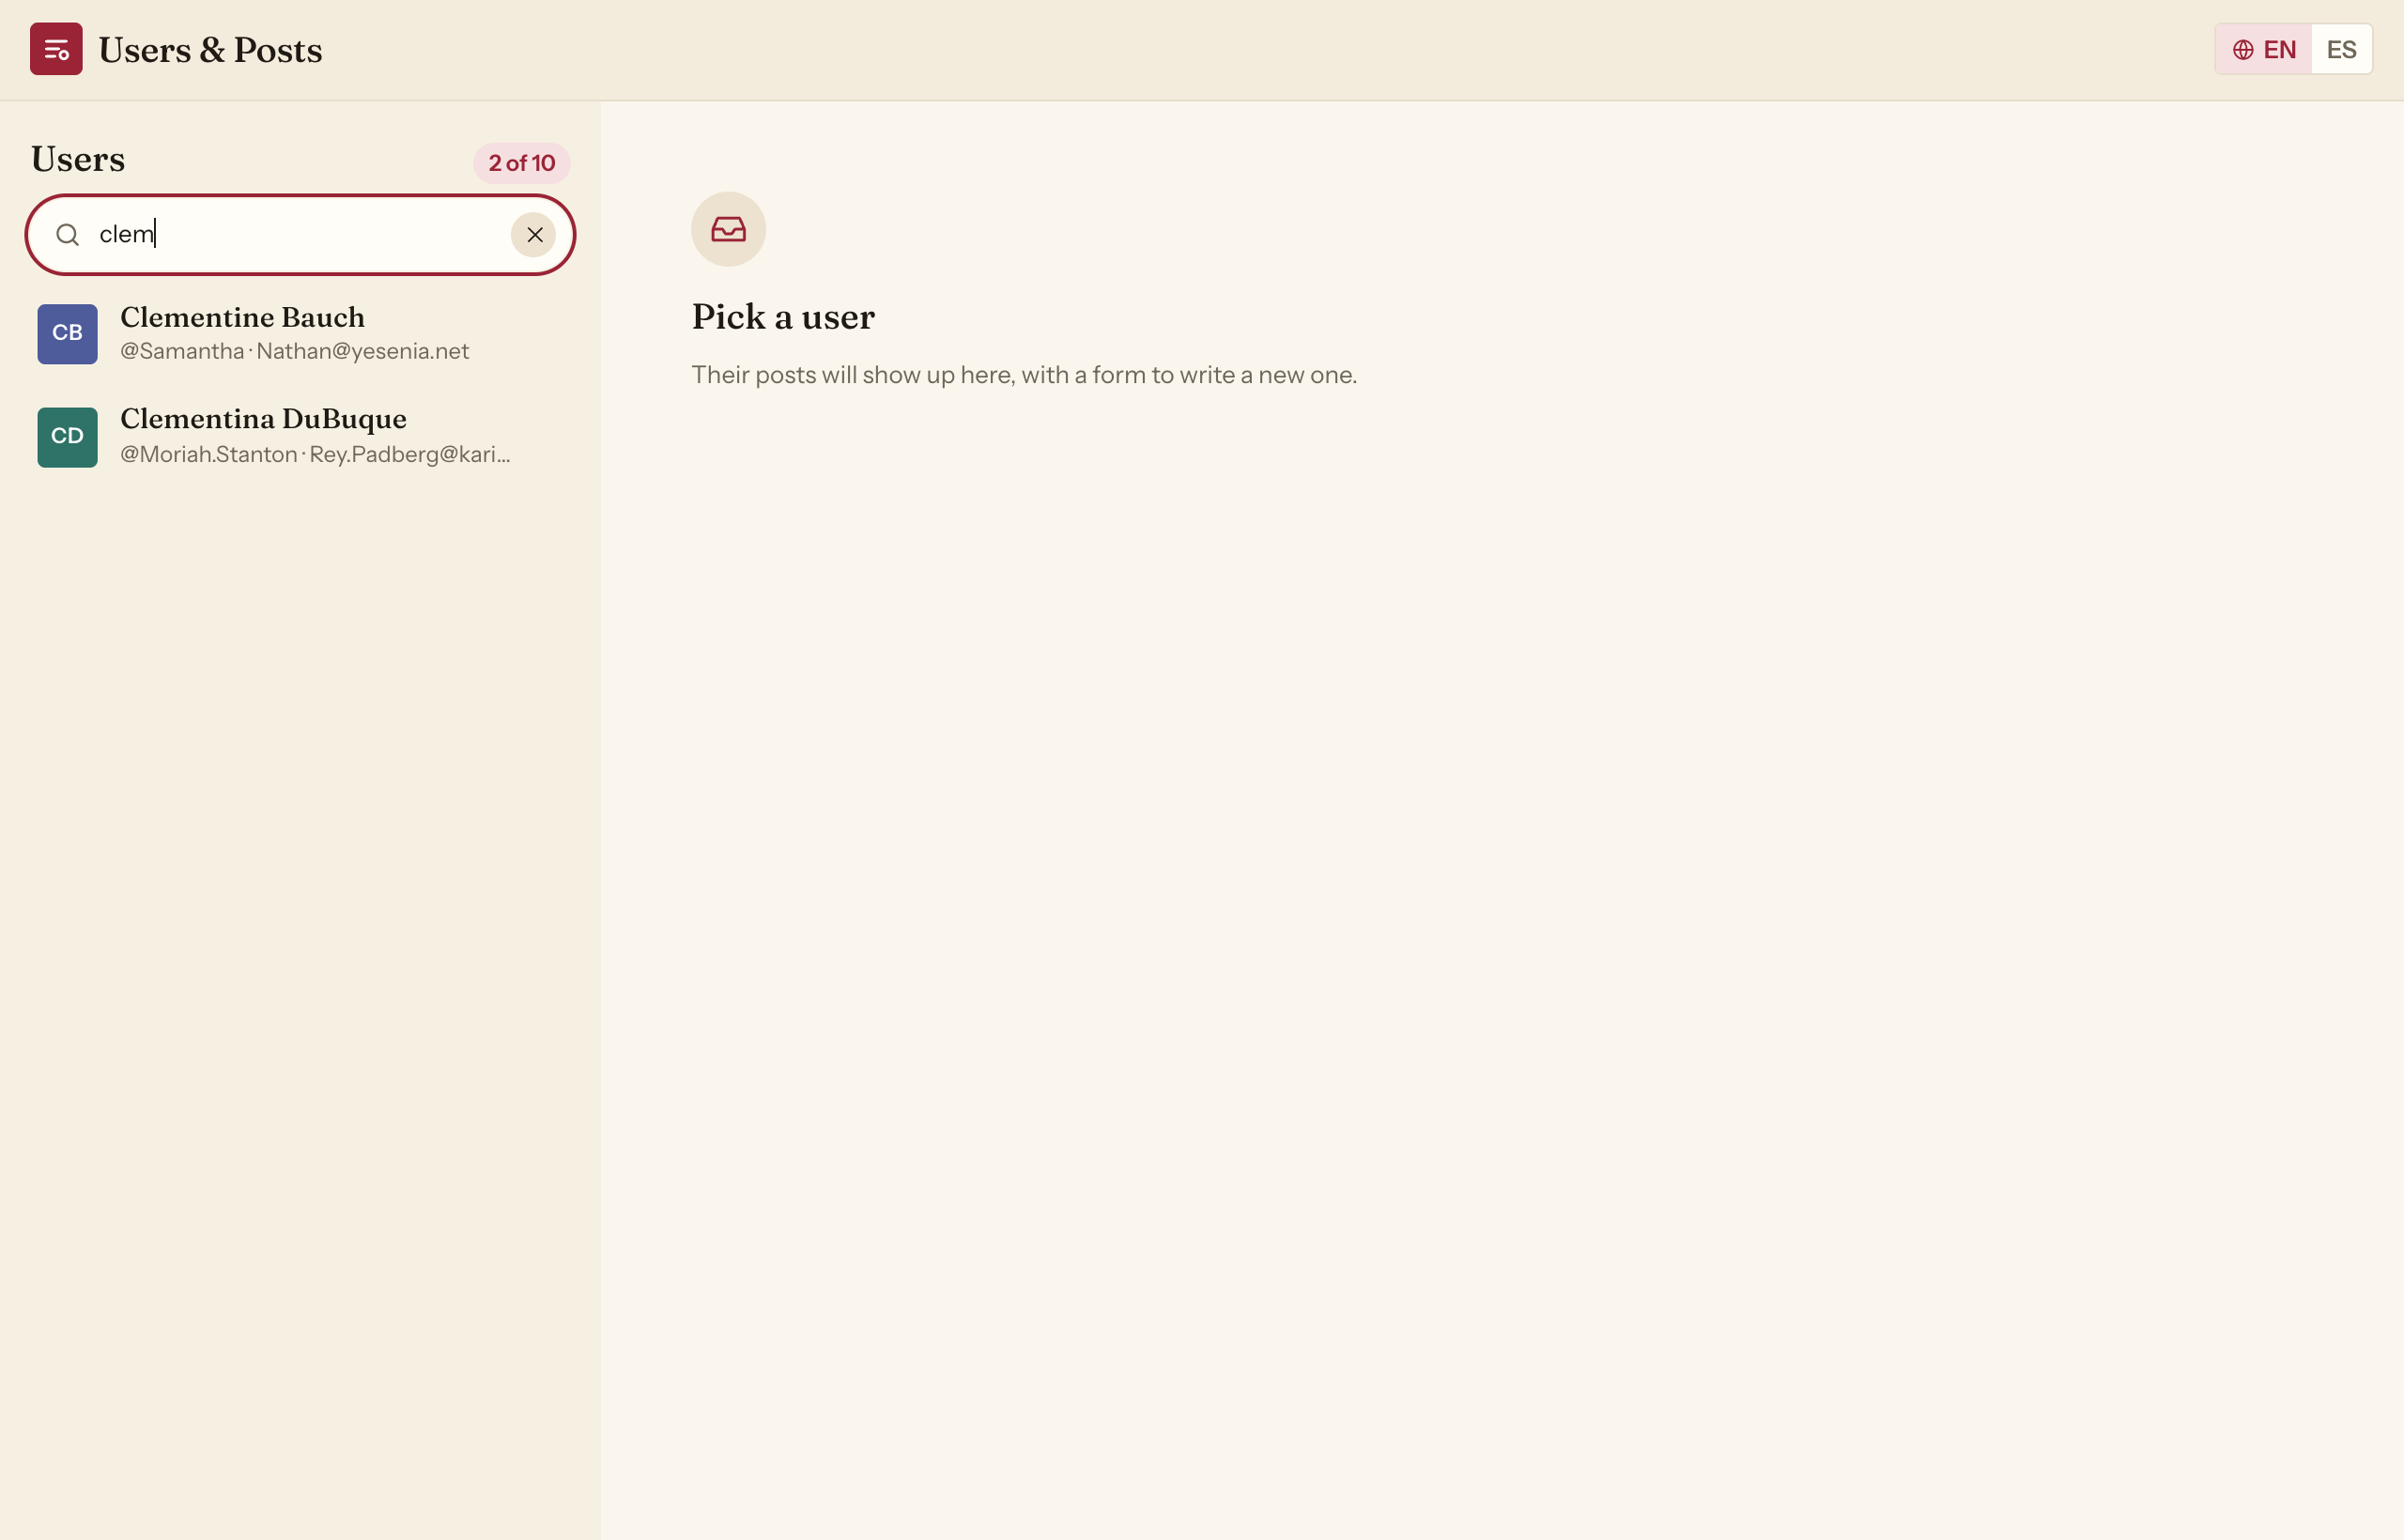 Users & Posts
EN ES
Users
2 of 10
clem
CB
Clementine Bauch
@Samantha · Nathan@yesenia.net
CD
Clementina DuBuque
@Moriah.Stanton · Rey.Padberg@kari...
Pick a user
Their posts will show up here, with a form to write a new one.